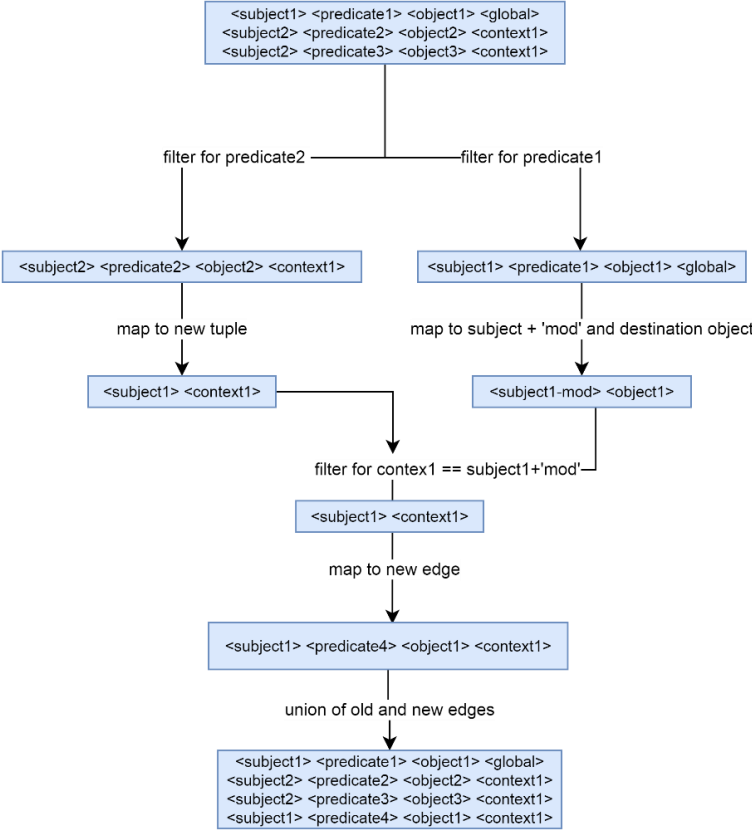 <subject1> <predicate1> <object1> <global>
<subject2> <predicate2> <object2> <context1>
<subject2> <predicate3> <object3> <context1>
filter for predicate2
filter for predicate1
<subject2> <predicate2> <object2> <context1>
<subject1> <predicate1> <object1> <global>
map to new tuple
map to subject + 'mod' and destination object
<subject1> <context1>
<subject1-mod> <object1>
filter for contex1 == subject1+'mod'
<subject1> <context1>
map to new edge
<subject1> <predicate4> <object1> <context1>
union of old and new edges
<subject1> <predicate1> <object1> <global>
<subject2> <predicate2> <object2> <context1>
<subject2> <predicate3> <object3> <context1>
<subject1> <predicate4> <object1> <context1>